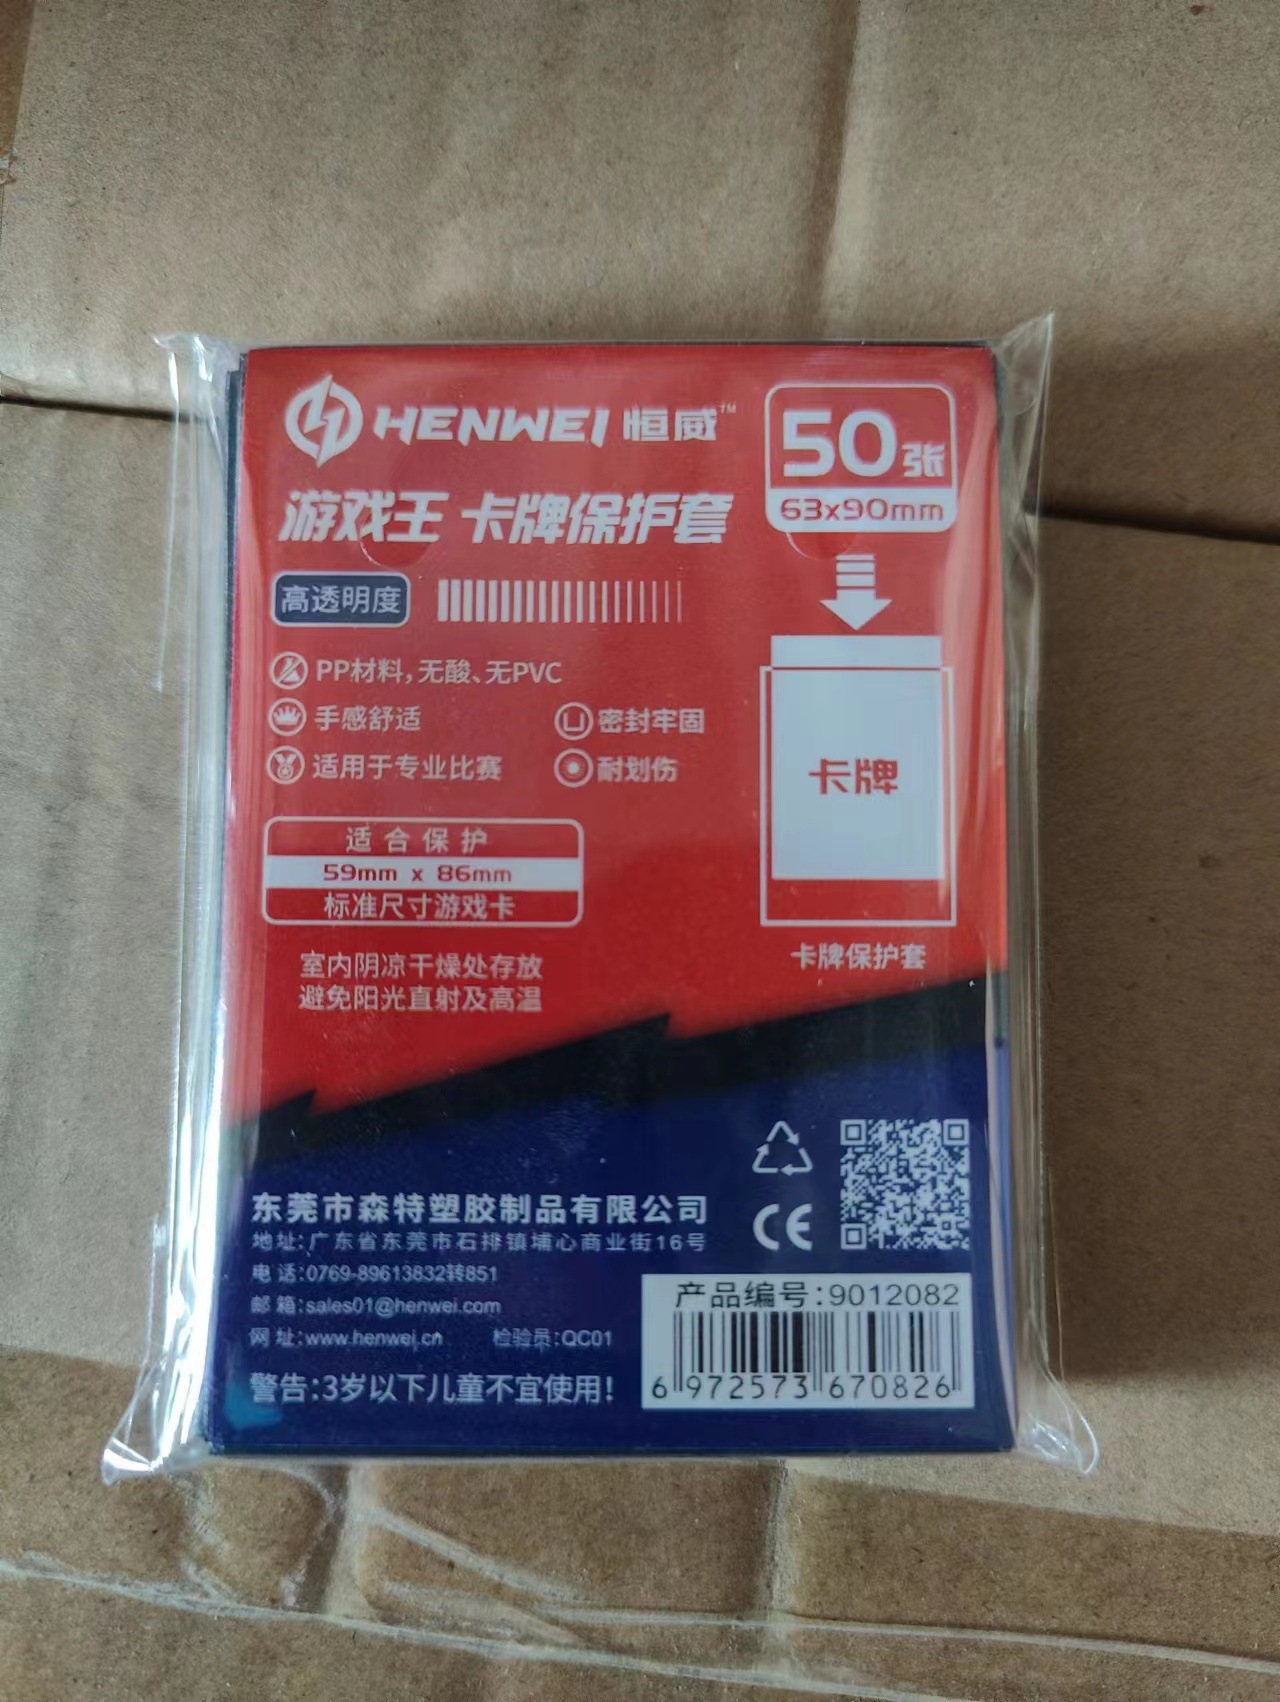 HENWEI 恒威™
50张
63x90mm
游戏王 卡牌保护套
高透明度
PP材料，无酸、无PVC
手感舒适
密封牢固
适用于专业比赛
耐划伤
卡牌
适合保护
59mm x 86mm
标准尺寸游戏卡
卡牌保护套
室内阴凉干燥处存放
避免阳光直射及高温
CE
东莞市森特塑胶制品有限公司
地址：广东省东莞市石排镇埔心商业街16号
电话：0769-89613832转851
邮箱：sales01@henwei.com
网址：www.henwei.cn 检验员：QC01
警告：3岁以下儿童不宜使用！
产品编号：9012082
6 972573 670826